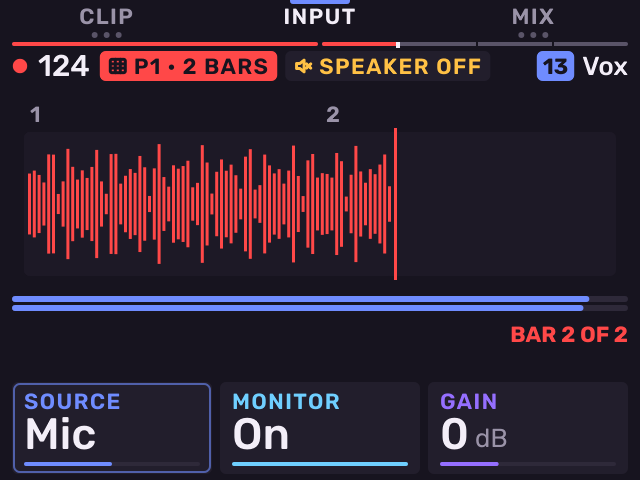 CLIP INPUT MIX
124 P1 • 2 BARS SPEAKER OFF 13 Vox
1 2
BAR 2 OF 2
SOURCE MONITOR GAIN
Mic On 0 dB